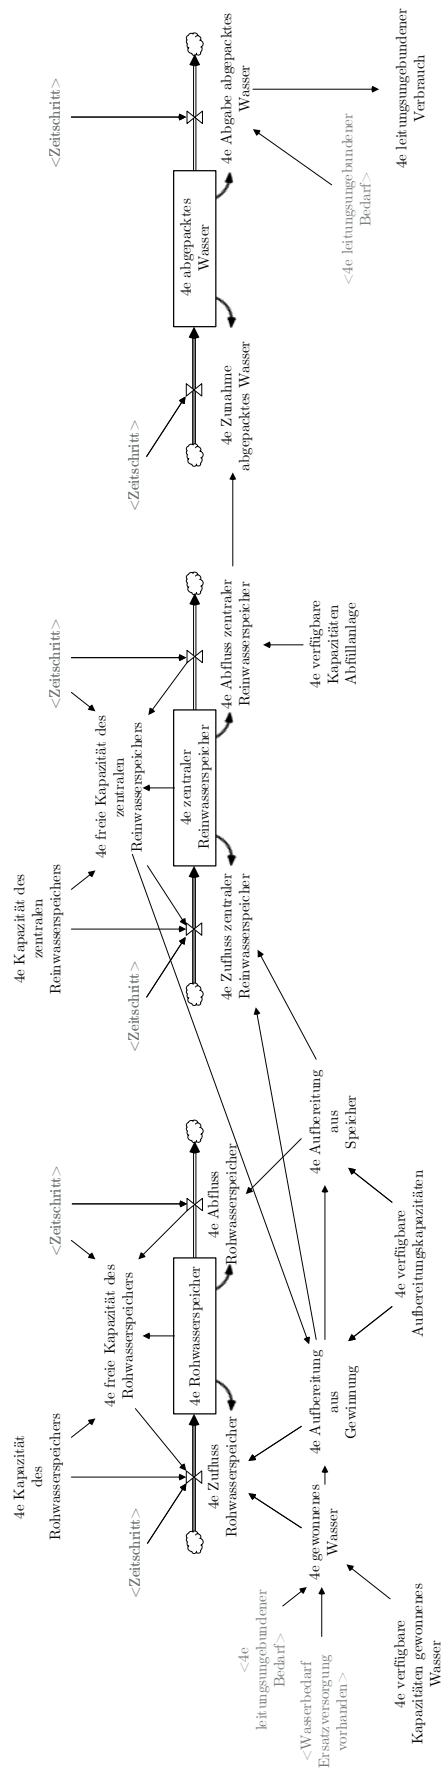 4e Kapazität
des
Rohwasserspeichers
<Zeitschritt>
4e Kapazität des
zentralen
Reinwasserspeichers
<Zeitschritt>
<Zeitschritt>
4e freie Kapazität des
Rohwasserspeichers
4e freie Kapazität des
zentralen
Reinwasserspeichers
<Zeitschritt>
<Zeitschritt>
<Zeitschritt>
4e Rohwasserspeicher
4e zentraler
Reinwasserspeicher
4e abgepacktes
Wasser
4e Zufluss
Rohwasserspeicher
4e Abfluss
Rohwasserspeicher
4e Zufluss zentraler
Reinwasserspeicher
4e Abfluss zentraler
Reinwasserspeicher
4e Zunahme
abgepacktes Wasser
4e Abgabe abgepacktes
Wasser
<4e
leitungsungebundener
Bedarf>
<Wasserbedarf
Ersatzversorgung
vorhanden>
4e gewonnenes
Wasser
4e Aufbereitung
aus
Gewinnung
4e Aufbereitung
aus
Speicher
4e verfügbare
Kapazitäten
Abfüllanlage
<4e leitungsungebundener
Bedarf>
4e verfügbare
Kapazitäten gewonnenes
Wasser
4e verfügbare
Aufbereitungskapazitäten
4e leitungsungebundener
Verbrauch